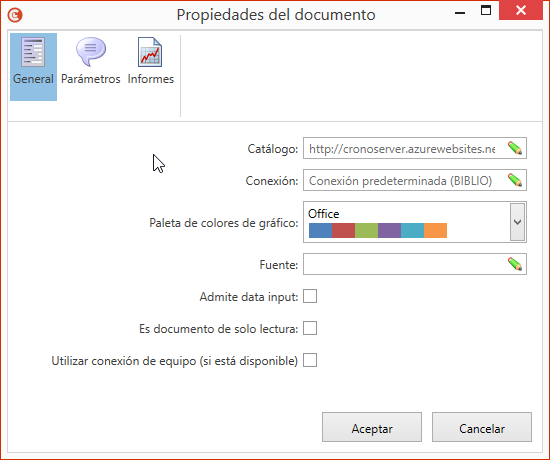 Propiedades del documento
General
Parámetros
Informes
Catálogo: http://cronoserver.azurewebsites.ne
Conexión: Conexión predeterminada (BIBLIO)
Paleta de colores de gráfico: Office
Fuente:
Admite data input:
Es documento de solo lectura:
Utilizar conexión de equipo (si está disponible)
Aceptar
Cancelar